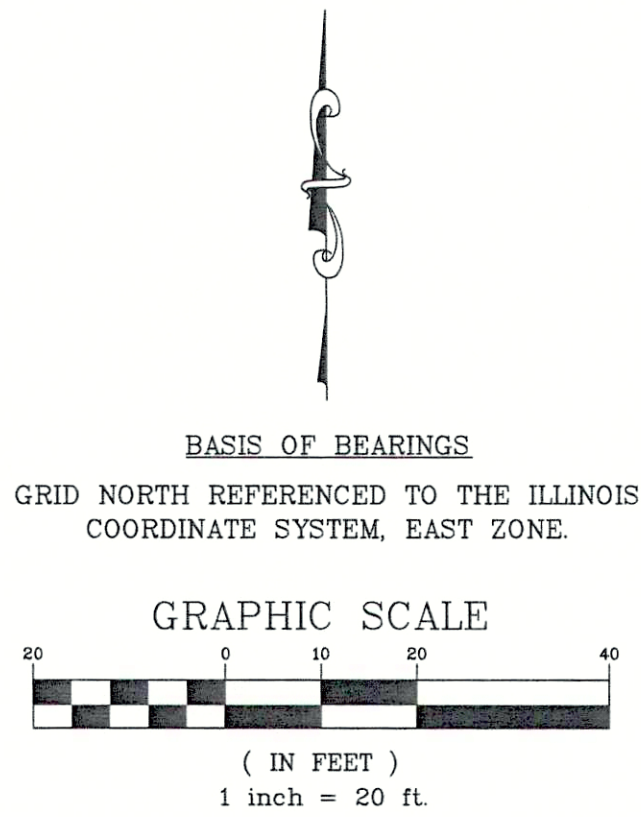 BASIS OF BEARINGS
GRID NORTH REFERENCED TO THE ILLINOIS
COORDINATE SYSTEM, EAST ZONE.
GRAPHIC SCALE
20 0 10 20 40
( IN FEET )
1 inch = 20 ft.